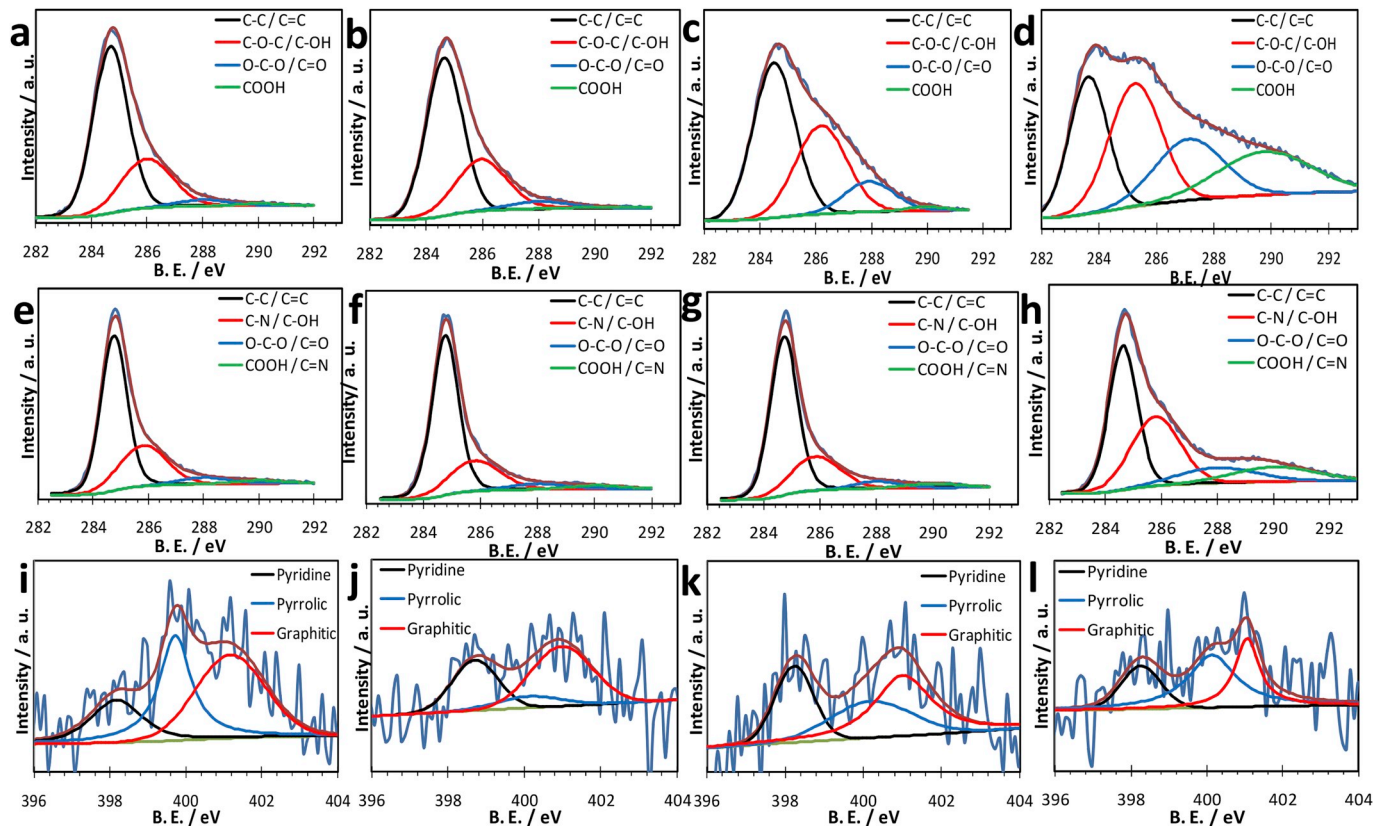 a
C-C/C=C
C-O-C/C-OH
O-C-O/C=O
COOH
Intensity / a. u.
282 284 286 288 290 292
B. E. / eV
b
C-C/C=C
C-O-C/C-OH
O-C-O/C=O
COOH
Intensity / a. u.
282 284 286 288 290 292
B. E. / eV
c
C-C/C=C
C-O-C/C-OH
O-C-O/C=O
COOH
Intensity / a. u.
282 284 286 288 290 292
B. E. / eV
d
C-C/C=C
C-O-C/C-OH
O-C-O/C=O
COOH
Intensity / a. u.
282 284 286 288 290 292
B. E. / eV
e
C-C/C=C
C-N/C-OH
O-C-O/C=O
COOH/C=N
Intensity / a. u.
282 284 286 288 290 292
B. E. / eV
f
C-C/C=C
C-N/C-OH
O-C-O/C=O
COOH/C=N
Intensity / a. u.
282 284 286 288 290 292
B. E. / eV
g
C-C/C=C
C-N/C-OH
O-C-O/C=O
COOH/C=N
Intensity / a. u.
282 284 286 288 290 292
B. E. / eV
h
C-C/C=C
C-N/C-OH
O-C-O/C=O
COOH/C=N
Intensity / a. u.
282 284 286 288 290 292
B. E. / eV
i
Pyridine
Pyrrolic
Graphitic
Intensity / a. u.
396 398 400 402 404
B. E. / eV
j
Pyridine
Pyrrolic
Graphitic
Intensity / a. u.
396 398 400 402 404
B. E. / eV
k
Pyridine
Pyrrolic
Graphitic
Intensity / a. u.
396 398 400 402 404
B. E. / eV
l
Pyridine
Pyrrolic
Graphitic
Intensity / a. u.
396 398 400 402 404
B. E. / eV